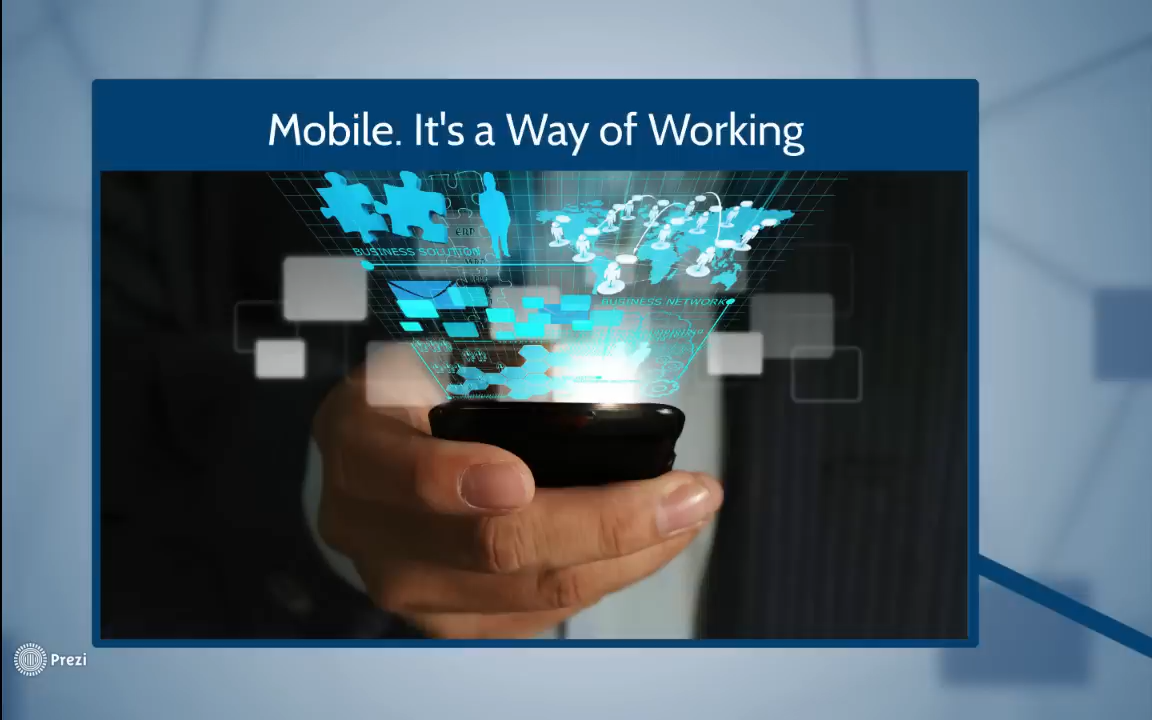 Mobile. It's a Way of Working
ERP
BUSINESS SOLUTION
BUSINESS NETWORK
Prezi